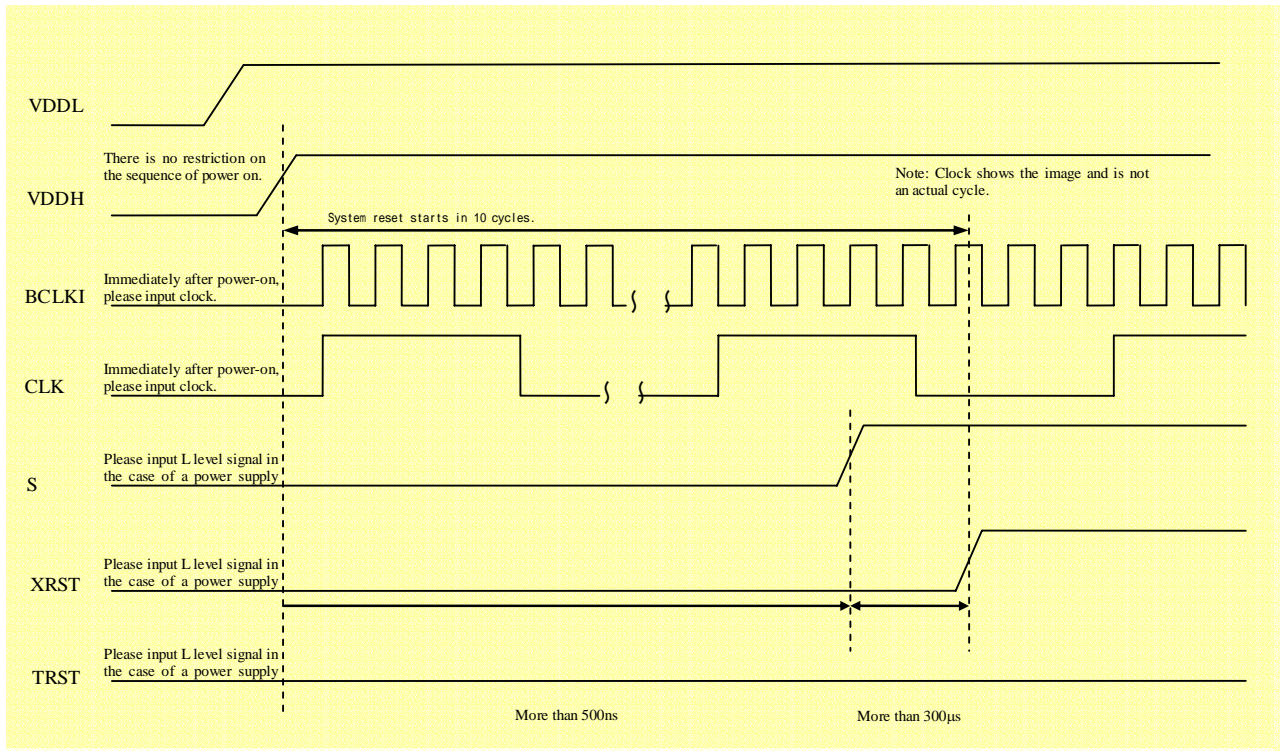 VDDL
There is no restriction on
the sequence of power on.
VDDH
Note: Clock shows the image and is not
an actual cycle.
System reset starts in 10 cycles.
BCLKI
Immediately after power-on,
please input clock.
CLK
Immediately after power-on,
please input clock.
S
Please input L level signal in
the case of a power supply
XRST
Please input L level signal in
the case of a power supply
TRST
Please input L level signal in
the case of a power supply
More than 500ns
More than 300μs